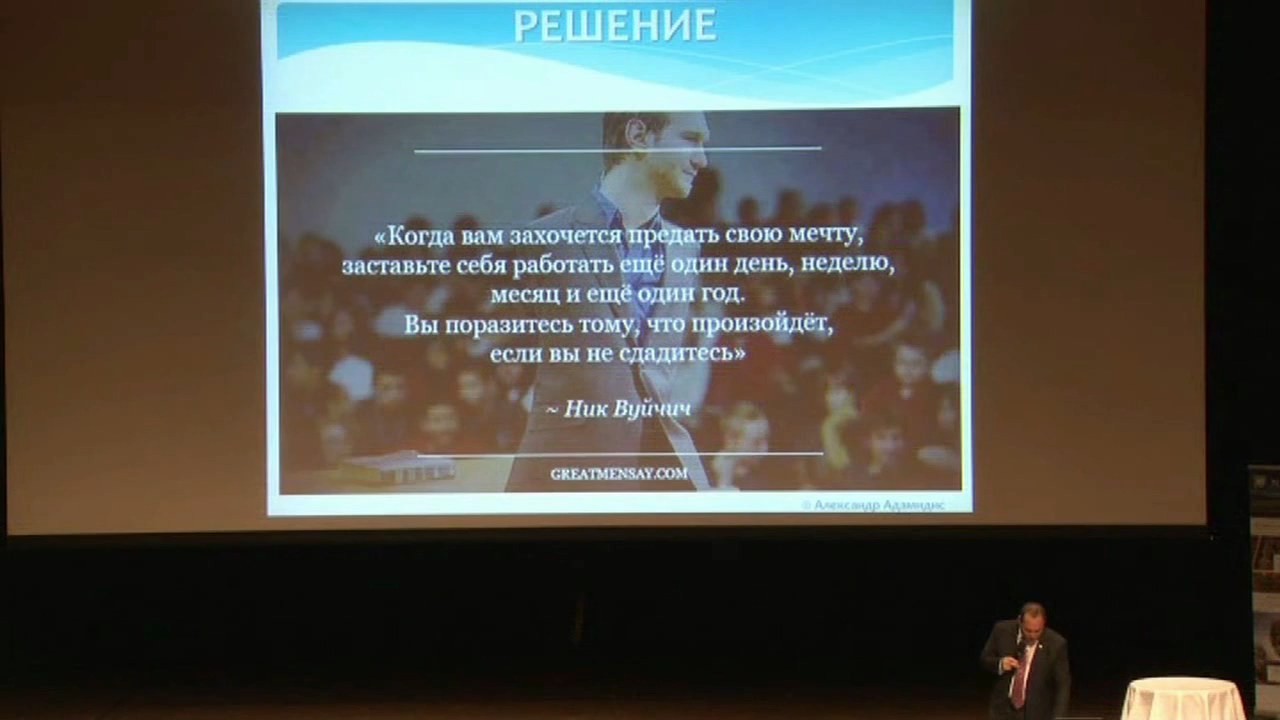 РЕШЕНИЕ
«Когда вам захочется предать свою мечту,
заставьте себя работать ещё один день, неделю,
месяц и ещё один год.
Вы поразитесь тому, что произойдёт,
если вы не сдадитесь»
~ Ник Вуйчич
GREATMENSAY.COM
© Александр Адамидис